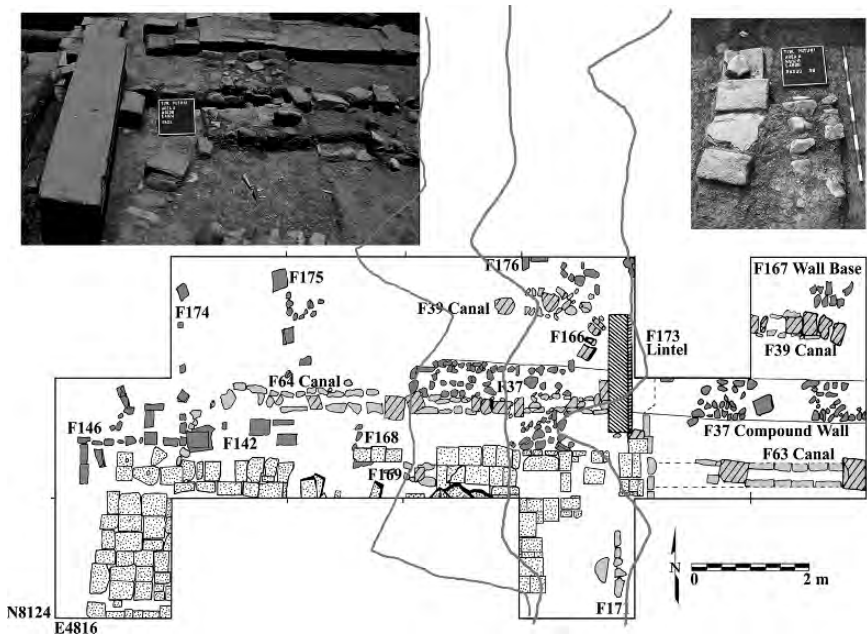 F176
F175
F174
F167 Wall Base
F39 Canal
F166
F173
Lintel
F39 Canal
F64 Canal
F37
F146
F142
F168
F37 Compound Wall
F169
F63 Canal
N
0
2 m
F171
N8124
E4816